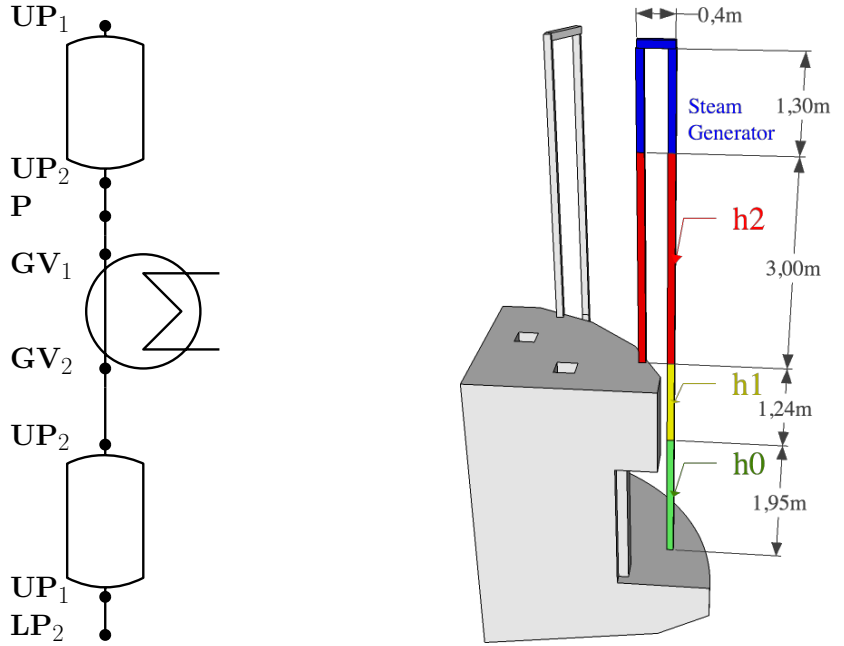 UP₁
UP₂
P
GV₁
GV₂
UP₂
UP₁
LP₂
0,4m
Steam
Generator
1,30m
h2
3,00m
h1
1,24m
h0
1,95m